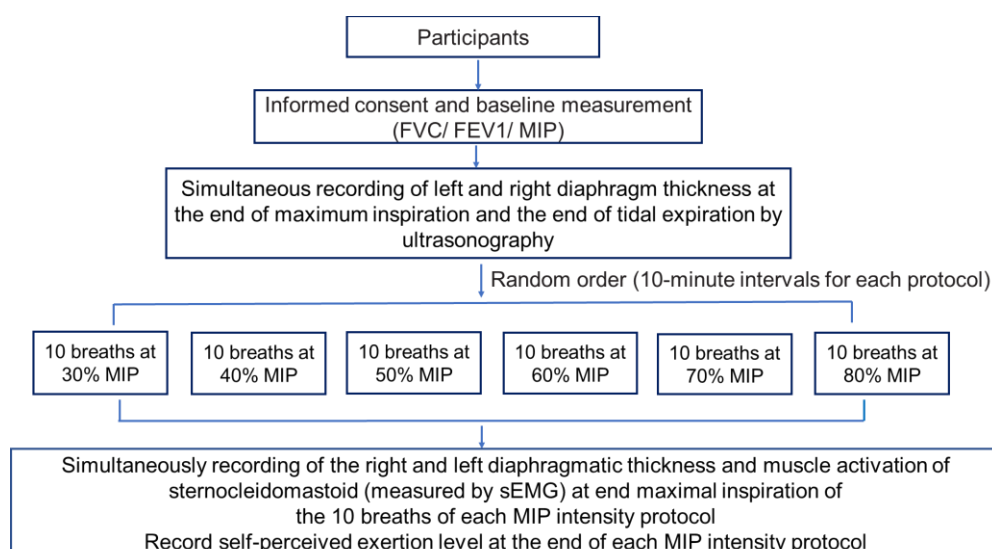 Participants
Informed consent and baseline measurement
(FVC/ FEV1/ MIP)
Simultaneous recording of left and right diaphragm thickness at
the end of maximum inspiration and the end of tidal expiration by
ultrasonography
Random order (10-minute intervals for each protocol)
10 breaths at
30% MIP
10 breaths at
40% MIP
10 breaths at
50% MIP
10 breaths at
60% MIP
10 breaths at
70% MIP
10 breaths at
80% MIP
Simultaneously recording of the right and left diaphragmatic thickness and muscle activation of
sternocleidomastoid (measured by sEMG) at end maximal inspiration of
the 10 breaths of each MIP intensity protocol
Record self-perceived exertion level at the end of each MIP intensity protocol